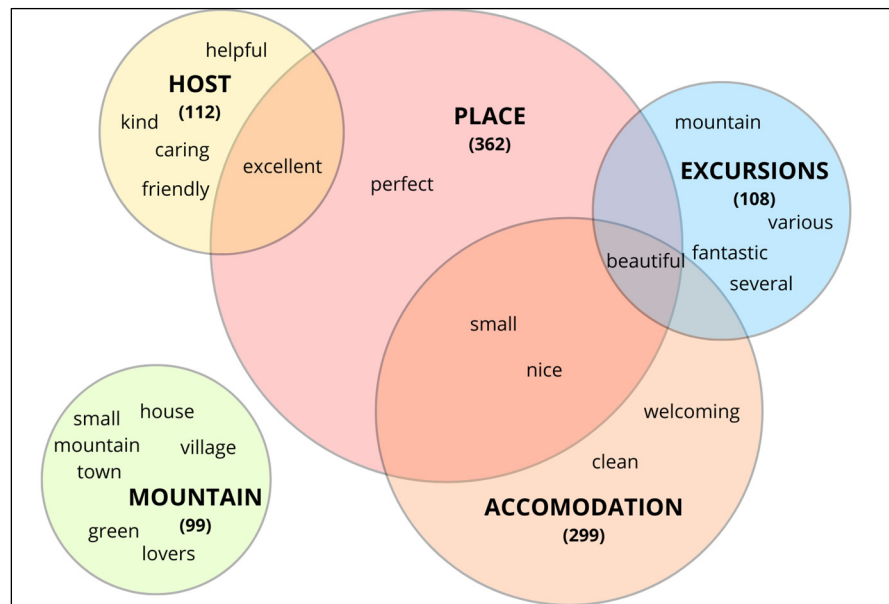 helpful
HOST
(112)
kind
caring
friendly
excellent
PLACE
(362)
perfect
mountain
EXCURSIONS
(108)
various
fantastic
several
beautiful
small
nice
welcoming
clean
ACCOMODATION
(299)
small
house
mountain
village
town
MOUNTAIN
(99)
green
lovers